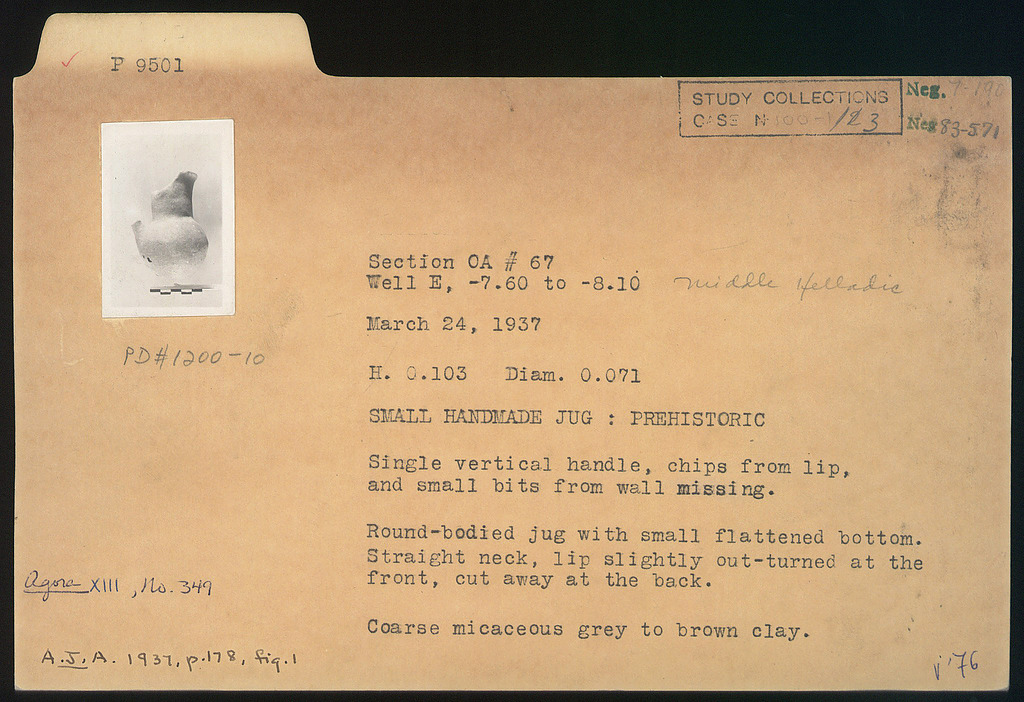 P 9501
STUDY COLLECTIONS
CASE N
/23
Neg.
Neg 83-571
Section OA # 67
Well E, -7.60 to -8.10 Middle Helladic
March 24, 1937
PD#1200-10
H. 0.103 Diam. 0.071
SMALL HANDMADE JUG : PREHISTORIC
Single vertical handle, chips from lip,
and small bits from wall missing.
Round-bodied jug with small flattened bottom.
Straight neck, lip slightly out-turned at the
front, cut away at the back.
Agora XIII, No. 349
Coarse micaceous grey to brown clay.
A.J.A. 1937, p.178, fig.1
'76